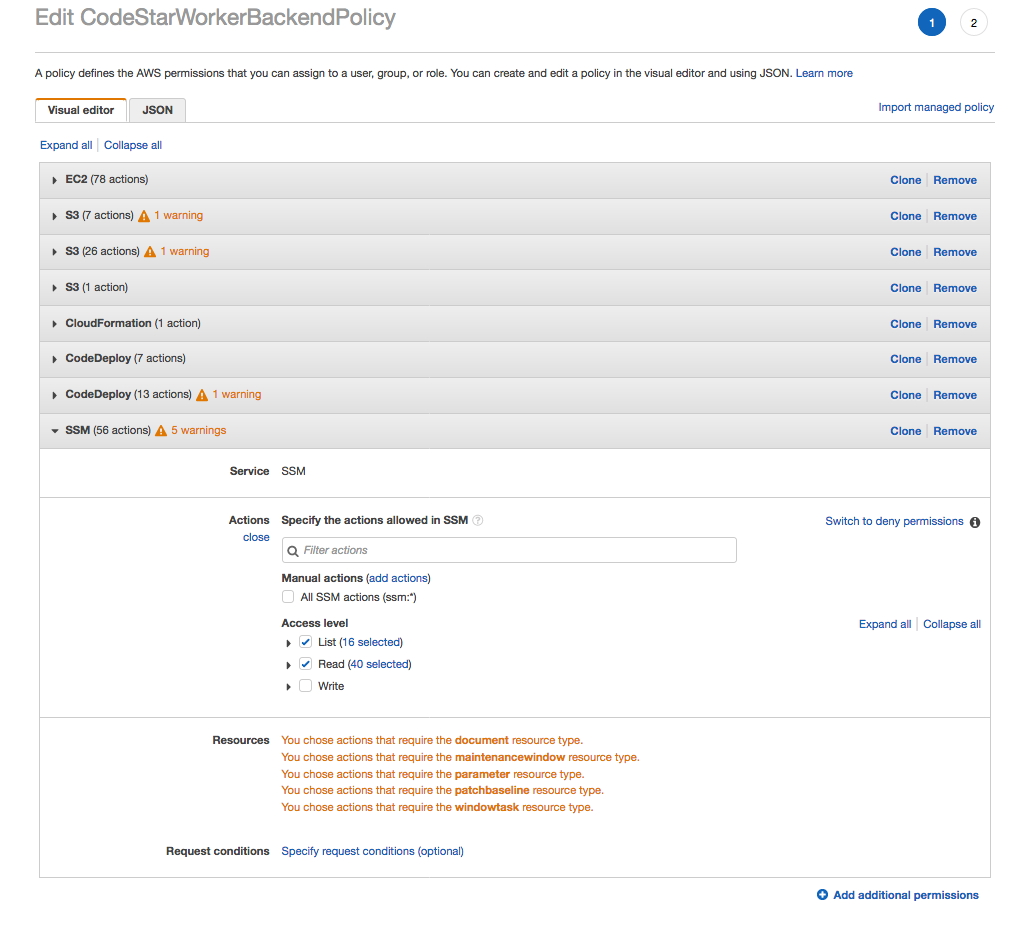 Edit CodeStarWorkerBackendPolicy
1
2
A policy defines the AWS permissions that you can assign to a user, group, or role. You can create and edit a policy in the visual editor and using JSON. Learn more
Visual editor
JSON
Import managed policy
Expand all | Collapse all
EC2 (78 actions) Clone | Remove
S3 (7 actions) 1 warning Clone | Remove
S3 (26 actions) 1 warning Clone | Remove
S3 (1 action) Clone | Remove
CloudFormation (1 action) Clone | Remove
CodeDeploy (7 actions) Clone | Remove
CodeDeploy (13 actions) 1 warning Clone | Remove
SSM (56 actions) 5 warnings Clone | Remove
Service SSM
Actions Specify the actions allowed in SSM ? Switch to deny permissions i
close
Filter actions
Manual actions (add actions)
All SSM actions (ssm:*)
Access level Expand all | Collapse all
List (16 selected)
Read (40 selected)
Write
Resources You chose actions that require the document resource type.
You chose actions that require the maintenancewindow resource type.
You chose actions that require the parameter resource type.
You chose actions that require the patchbaseline resource type.
You chose actions that require the windowtask resource type.
Request conditions Specify request conditions (optional)
Add additional permissions